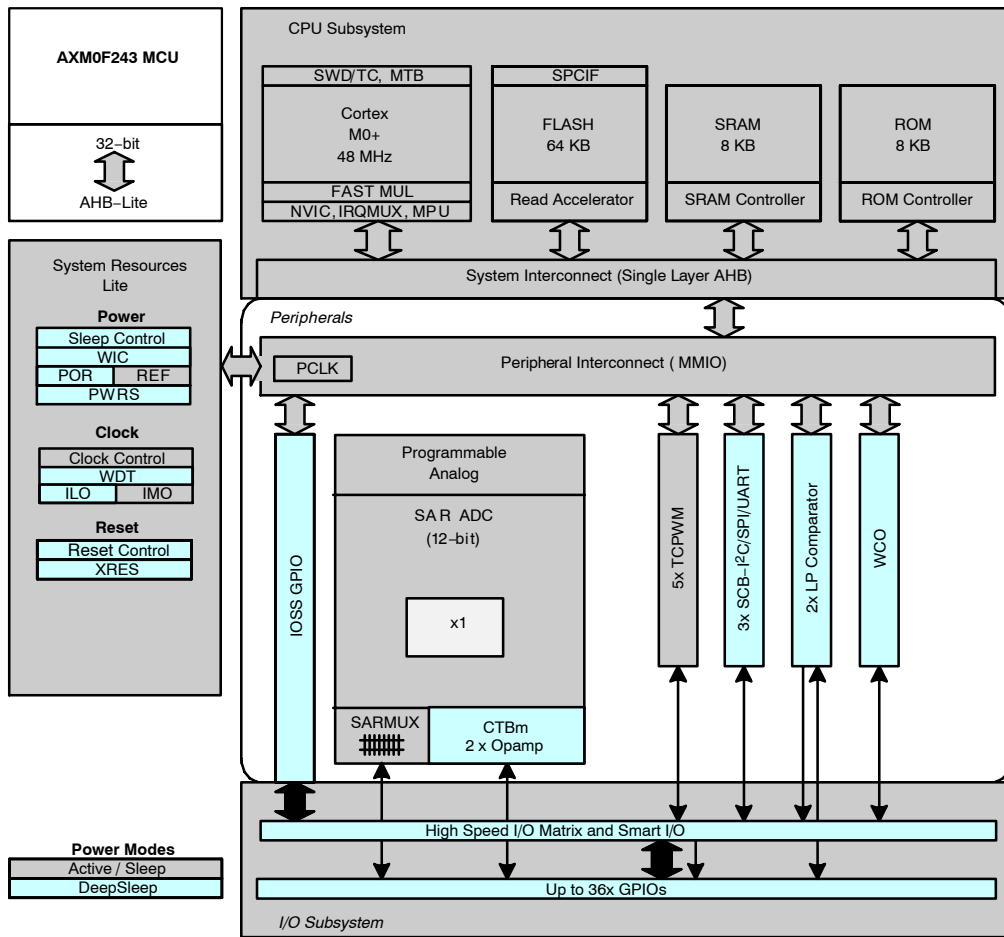 AXM0F243 MCU
32-bit
AHB-Lite
CPU Subsystem
SWD/TC, MTB
Cortex
M0+
48 MHz
FAST MUL
NVIC, IRQMUX, MPU
SPCIF
FLASH
64 KB
Read Accelerator
SRAM
8 KB
SRAM Controller
ROM
8 KB
ROM Controller
System Interconnect (Single Layer AHB)
System Resources
Lite
Power
Sleep Control
WIC
POR
REF
PWRS
Clock
Clock Control
WDT
ILO
IMO
Reset
Reset Control
XRES
Peripherals
PCLK
Peripheral Interconnect (MMIO)
IOSS GPIO
Programmable
Analog
SAR ADC
(12-bit)
x1
SARMUX
CTBm
2 x Opamp
5x TCPWM
3x SCB-I²C/SPI/UART
2x LP Comparator
WCO
High Speed I/O Matrix and Smart I/O
Up to 36x GPIOs
I/O Subsystem
Power Modes
Active / Sleep
DeepSleep